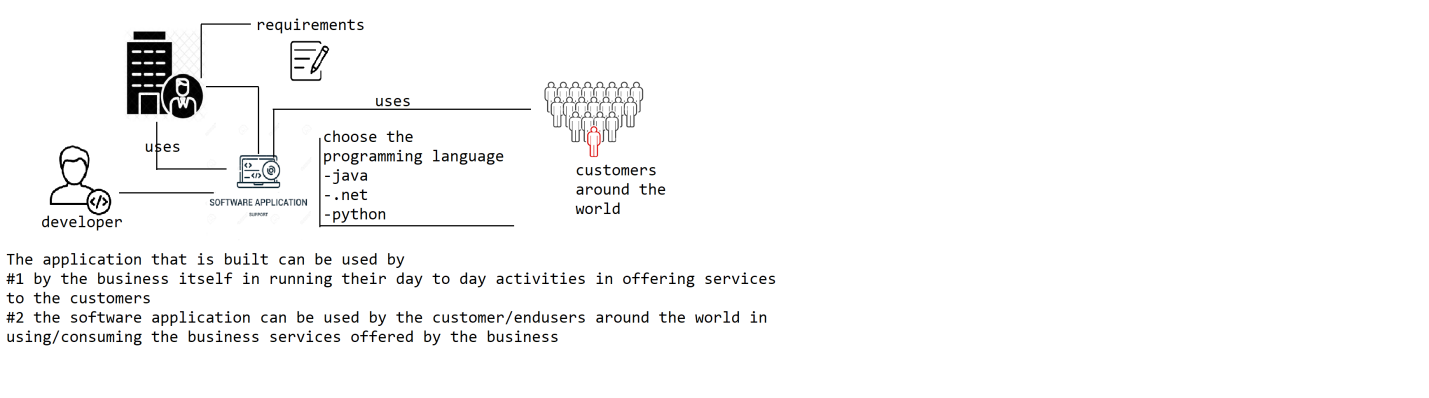 requirements
uses
uses
choose the
programming language
-java
-.net
-python
SOFTWARE APPLICATION
SUPPORT
developer
customers
around the
world
The application that is built can be used by
#1 by the business itself in running their day to day activities in offering services
to the customers
#2 the software application can be used by the customer/endusers around the world in
using/consuming the business services offered by the business